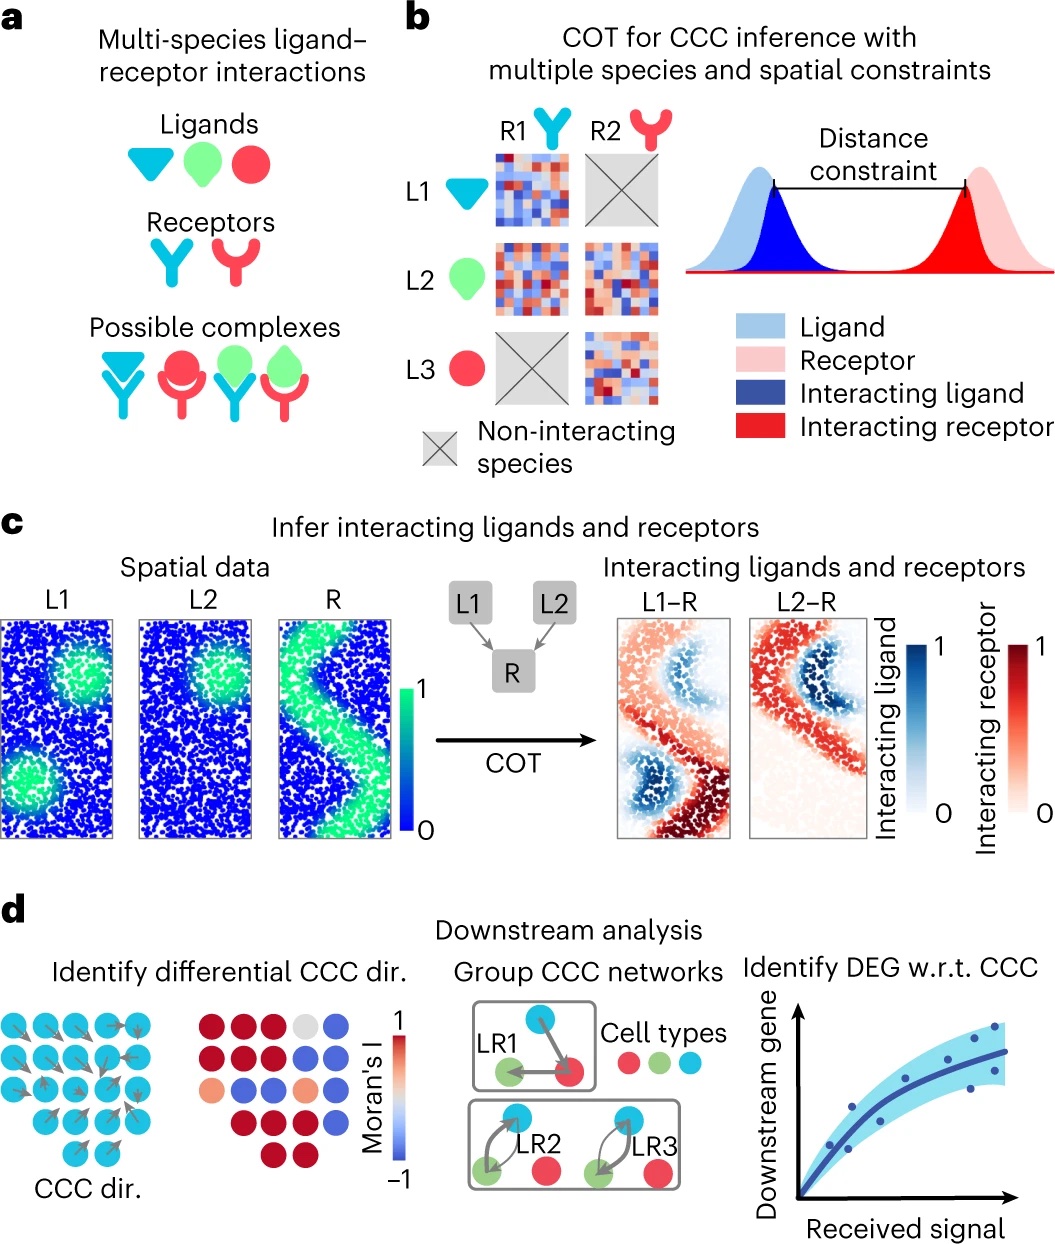 a
Multi-species ligand–
receptor interactions
Ligands
Receptors
Possible complexes
b
COT for CCC inference with
multiple species and spatial constraints
R1
R2
L1
L2
L3
Non-interacting
species
Distance
constraint
Ligand
Receptor
Interacting ligand
Interacting receptor
c
Infer interacting ligands and receptors
Spatial data
L1
L2
R
1
0
L1
L2
R
COT
Interacting ligands and receptors
L1–R
L2–R
Interacting ligand
1
0
Interacting receptor
1
0
d
Downstream analysis
Identify differential CCC dir.
CCC dir.
Moran's I
1
–1
Group CCC networks
LR1
Cell types
LR2
LR3
Identify DEG w.r.t. CCC
Downstream gene
Received signal